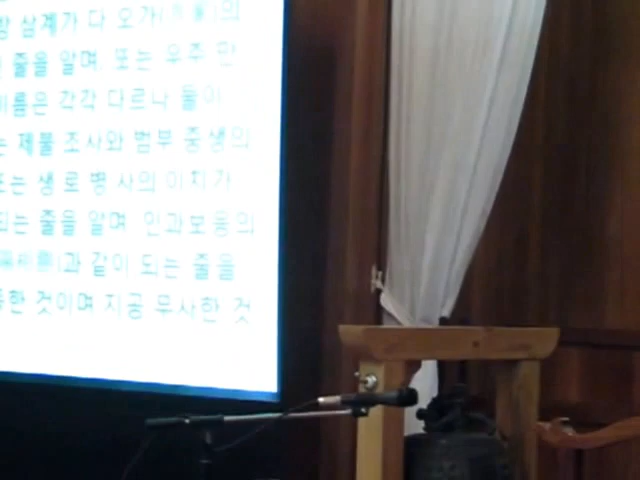 삼계가 다 오가( )의
줄을 알며, 또는 우주 만
이름은 각각 다르나 둘이
는 제불 조사와 범부 중생의
또는 생 로 병 사의 이치가
되는 줄을 알며 인과보응의
과 같이 되는 줄을
한 것이며 지공 무사한 것